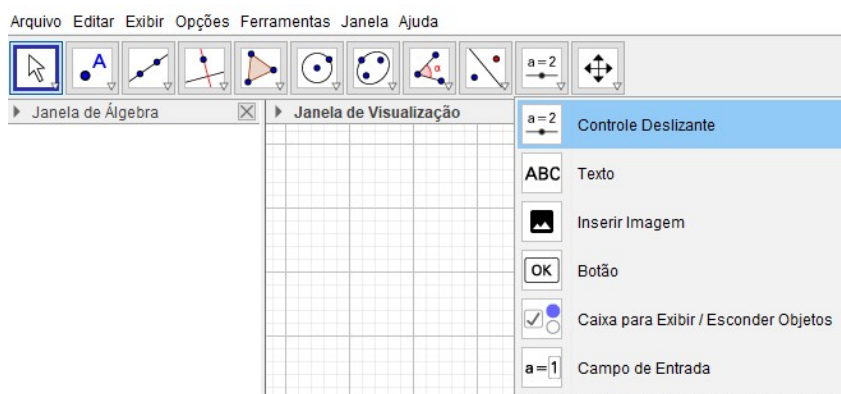 Arquivo Editar Exibir Opções Ferramentas Janela Ajuda
A
α
a=2
Janela de Álgebra
Janela de Visualização
a=2 Controle Deslizante
ABC Texto
Inserir Imagem
OK Botão
Caixa para Exibir / Esconder Objetos
a=1 Campo de Entrada